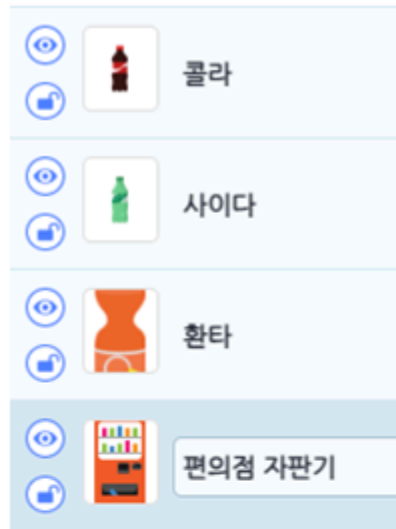 콜라
사이다
환타
편의점 자판기